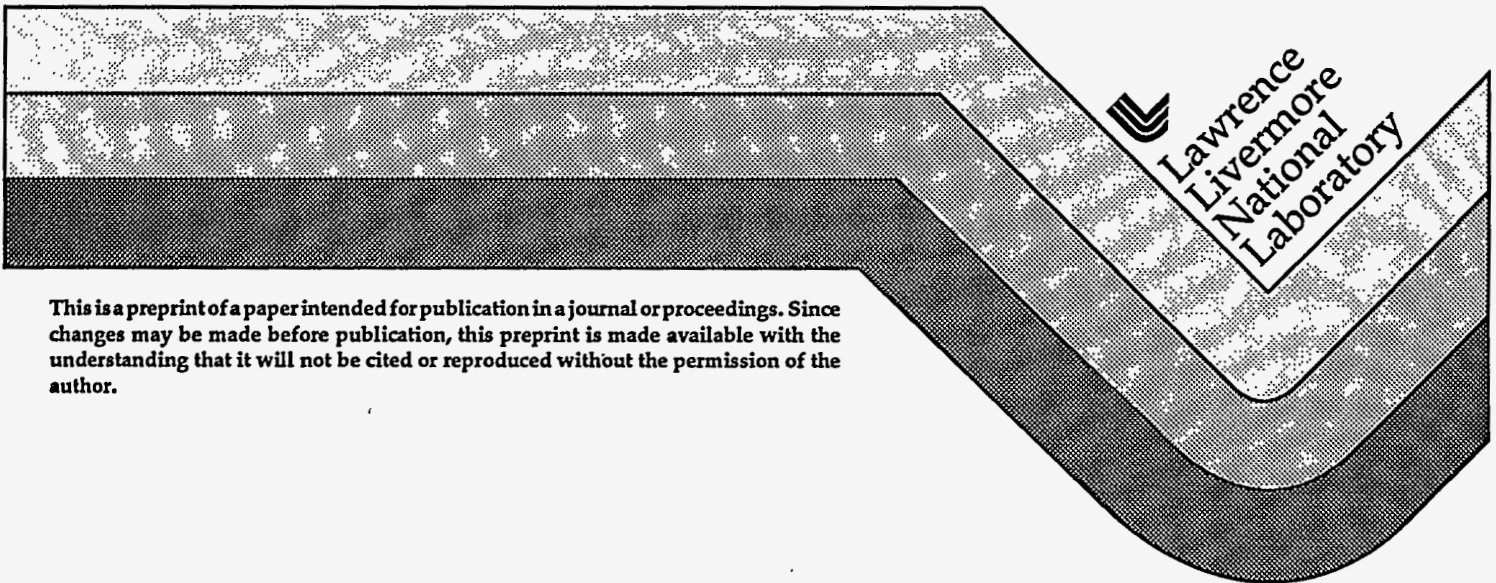 Lawrence
Livermore
National
Laboratory
This is a preprint of a paper intended for publication in a journal or proceedings. Since
changes may be made before publication, this preprint is made available with the
understanding that it will not be cited or reproduced without the permission of the
author.